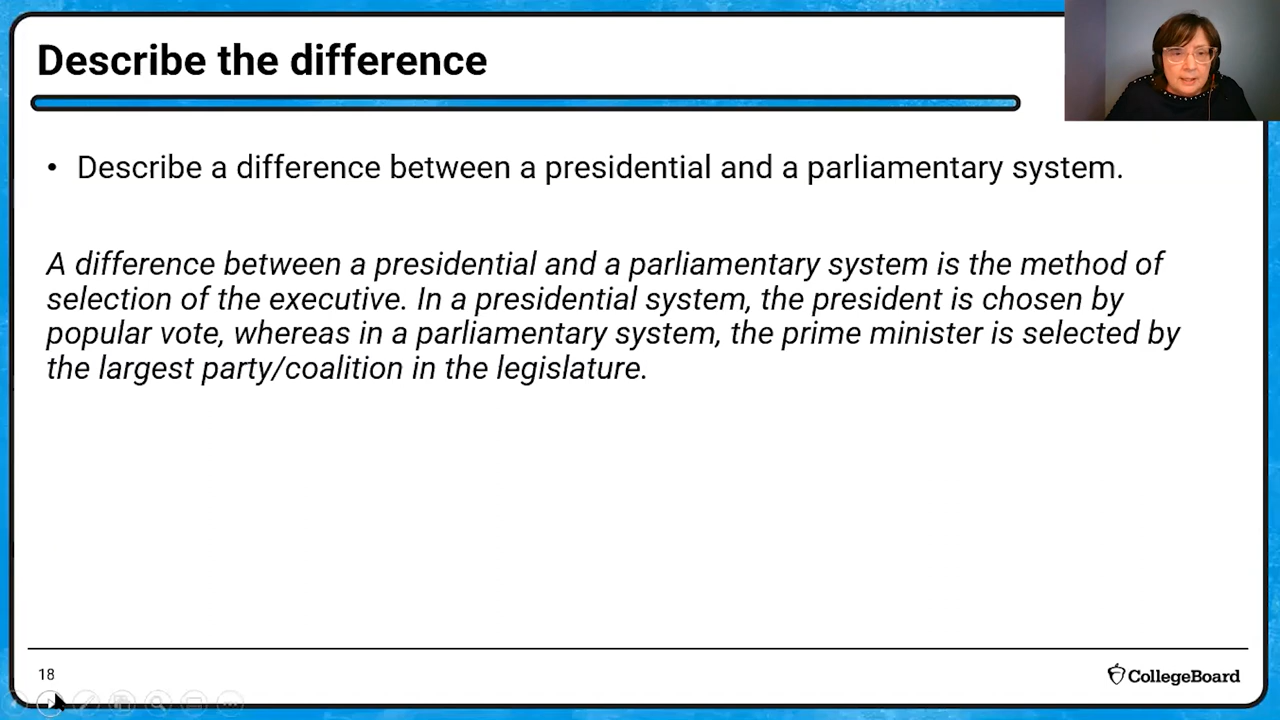 Describe the difference
• Describe a difference between a presidential and a parliamentary system.
A difference between a presidential and a parliamentary system is the method of
selection of the executive. In a presidential system, the president is chosen by
popular vote, whereas in a parliamentary system, the prime minister is selected by
the largest party/coalition in the legislature.
18
CollegeBoard